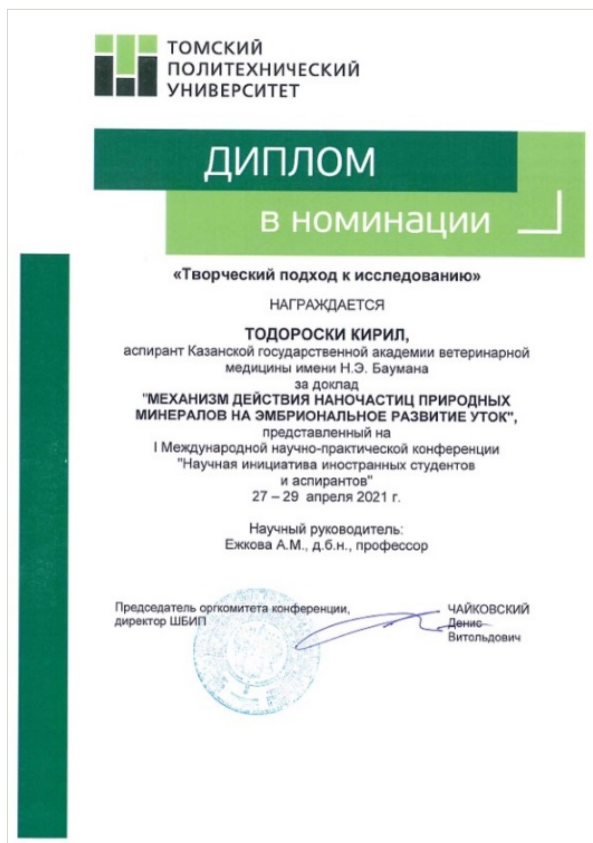 ТОМСКИЙ
ПОЛИТЕХНИЧЕСКИЙ
УНИВЕРСИТЕТ
ДИПЛОМ
в номинации
«Творческий подход к исследованию»
НАГРАЖДАЕТСЯ
ТОДОРОСКИ КИРИЛ,
аспирант Казанской государственной академии ветеринарной
медицины имени Н.Э. Баумана
за доклад
"МЕХАНИЗМ ДЕЙСТВИЯ НАНОЧАСТИЦ ПРИРОДНЫХ
МИНЕРАЛОВ НА ЭМБРИОНАЛЬНОЕ РАЗВИТИЕ УТОК",
представленный на
I Международной научно-практической конференции
"Научная инициатива иностранных студентов
и аспирантов"
27 – 29 апреля 2021 г.
Научный руководитель:
Ежкова А.М., д.б.н., профессор
Председатель оргкомитета конференции,
директор ШБИП
ЧАЙКОВСКИЙ
Денис
Витольдович